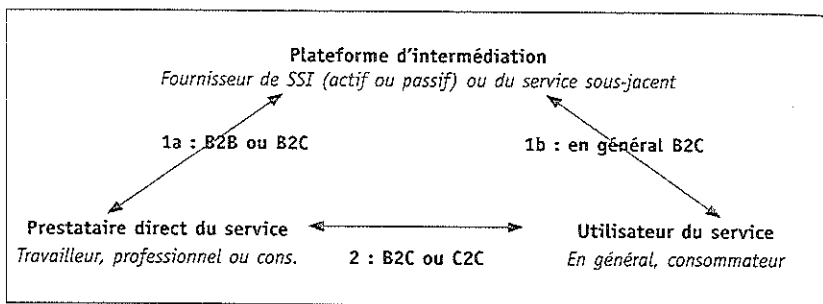 Plateforme d'intermédiation
Fournisseur de SSI (actif ou passif) ou du service sous-jacent
1a : B2B ou B2C
1b : en général B2C
Prestataire direct du service
Utilisateur du service
Travailleur, professionnel ou cons.
2 : B2C ou C2C
En général, consommateur